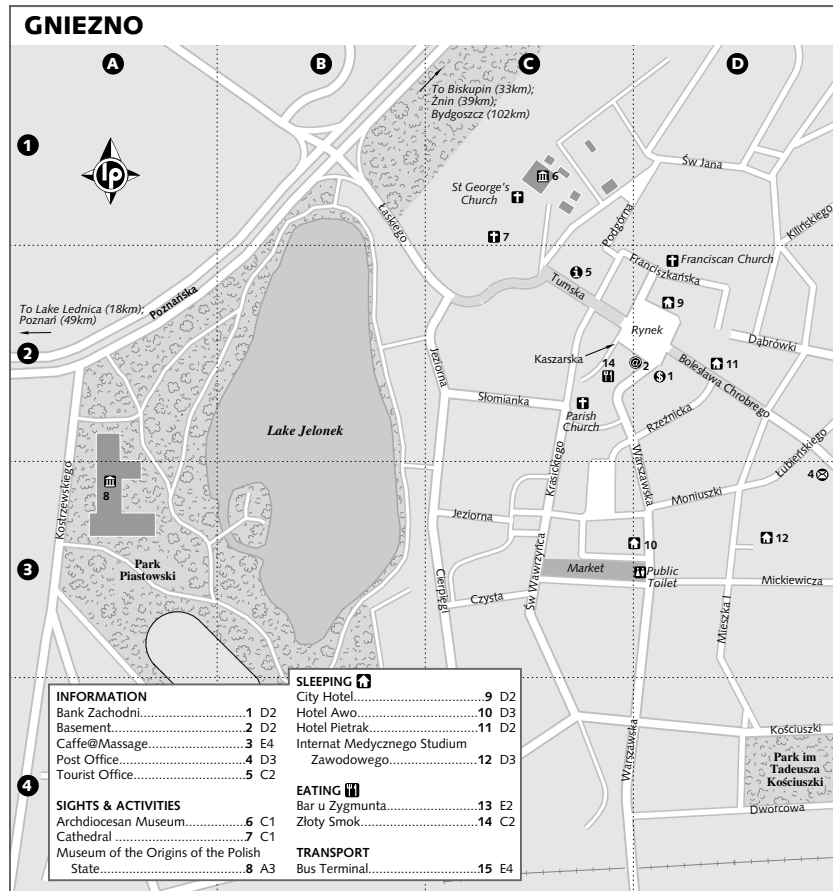 GNIEZNO
A
B
C
D
To Biskupin (33km);
Żnin (39km);
Bydgoszcz (102km)
1
lp
6
Św Jana
St George's
Church
Łaskiego
7
Podgórna
Kilińskiego
Franciszkańska
Franciscan Church
5
Tumska
9
To Lake Lednica (18km);
Poznań (49km)
Poznańska
Rynek
2
Jeziorna
Kaszarska
14
@ 2
$ 1
11
Dąbrówki
Bolesława Chrobrego
Słomianka
Parish
Church
Rzeźnicka
Lake Jelonek
Łubieńskiego
Kostrzewskiego
8
Krasickiego
Warszawska
4
Moniuszki
Jeziorna
10
12
3
Park
Piastowski
Market
Public
Toilet
Mickiewicza
Cierpięgi
Czysta
Św Wawrzyńca
Mieszka I
4
INFORMATION
Bank Zachodni 1 D2
Basement 2 D2
Caffe@Massage 3 E4
Post Office 4 D3
Tourist Office 5 C2
SIGHTS & ACTIVITIES
Archdiocesan Museum 6 C1
Cathedral 7 C1
Museum of the Origins of the Polish
State 8 A3
SLEEPING
City Hotel 9 D2
Hotel Awo 10 D3
Hotel Pietrak 11 D2
Internat Medycznego Studium
Zawodowego 12 D3
EATING
Bar u Zygmunta 13 E2
Złoty Smok 14 C2
TRANSPORT
Bus Terminal 15 E4
Warszawska
Kościuszki
Park im
Tadeusza
Kościuszki
Dworcowa